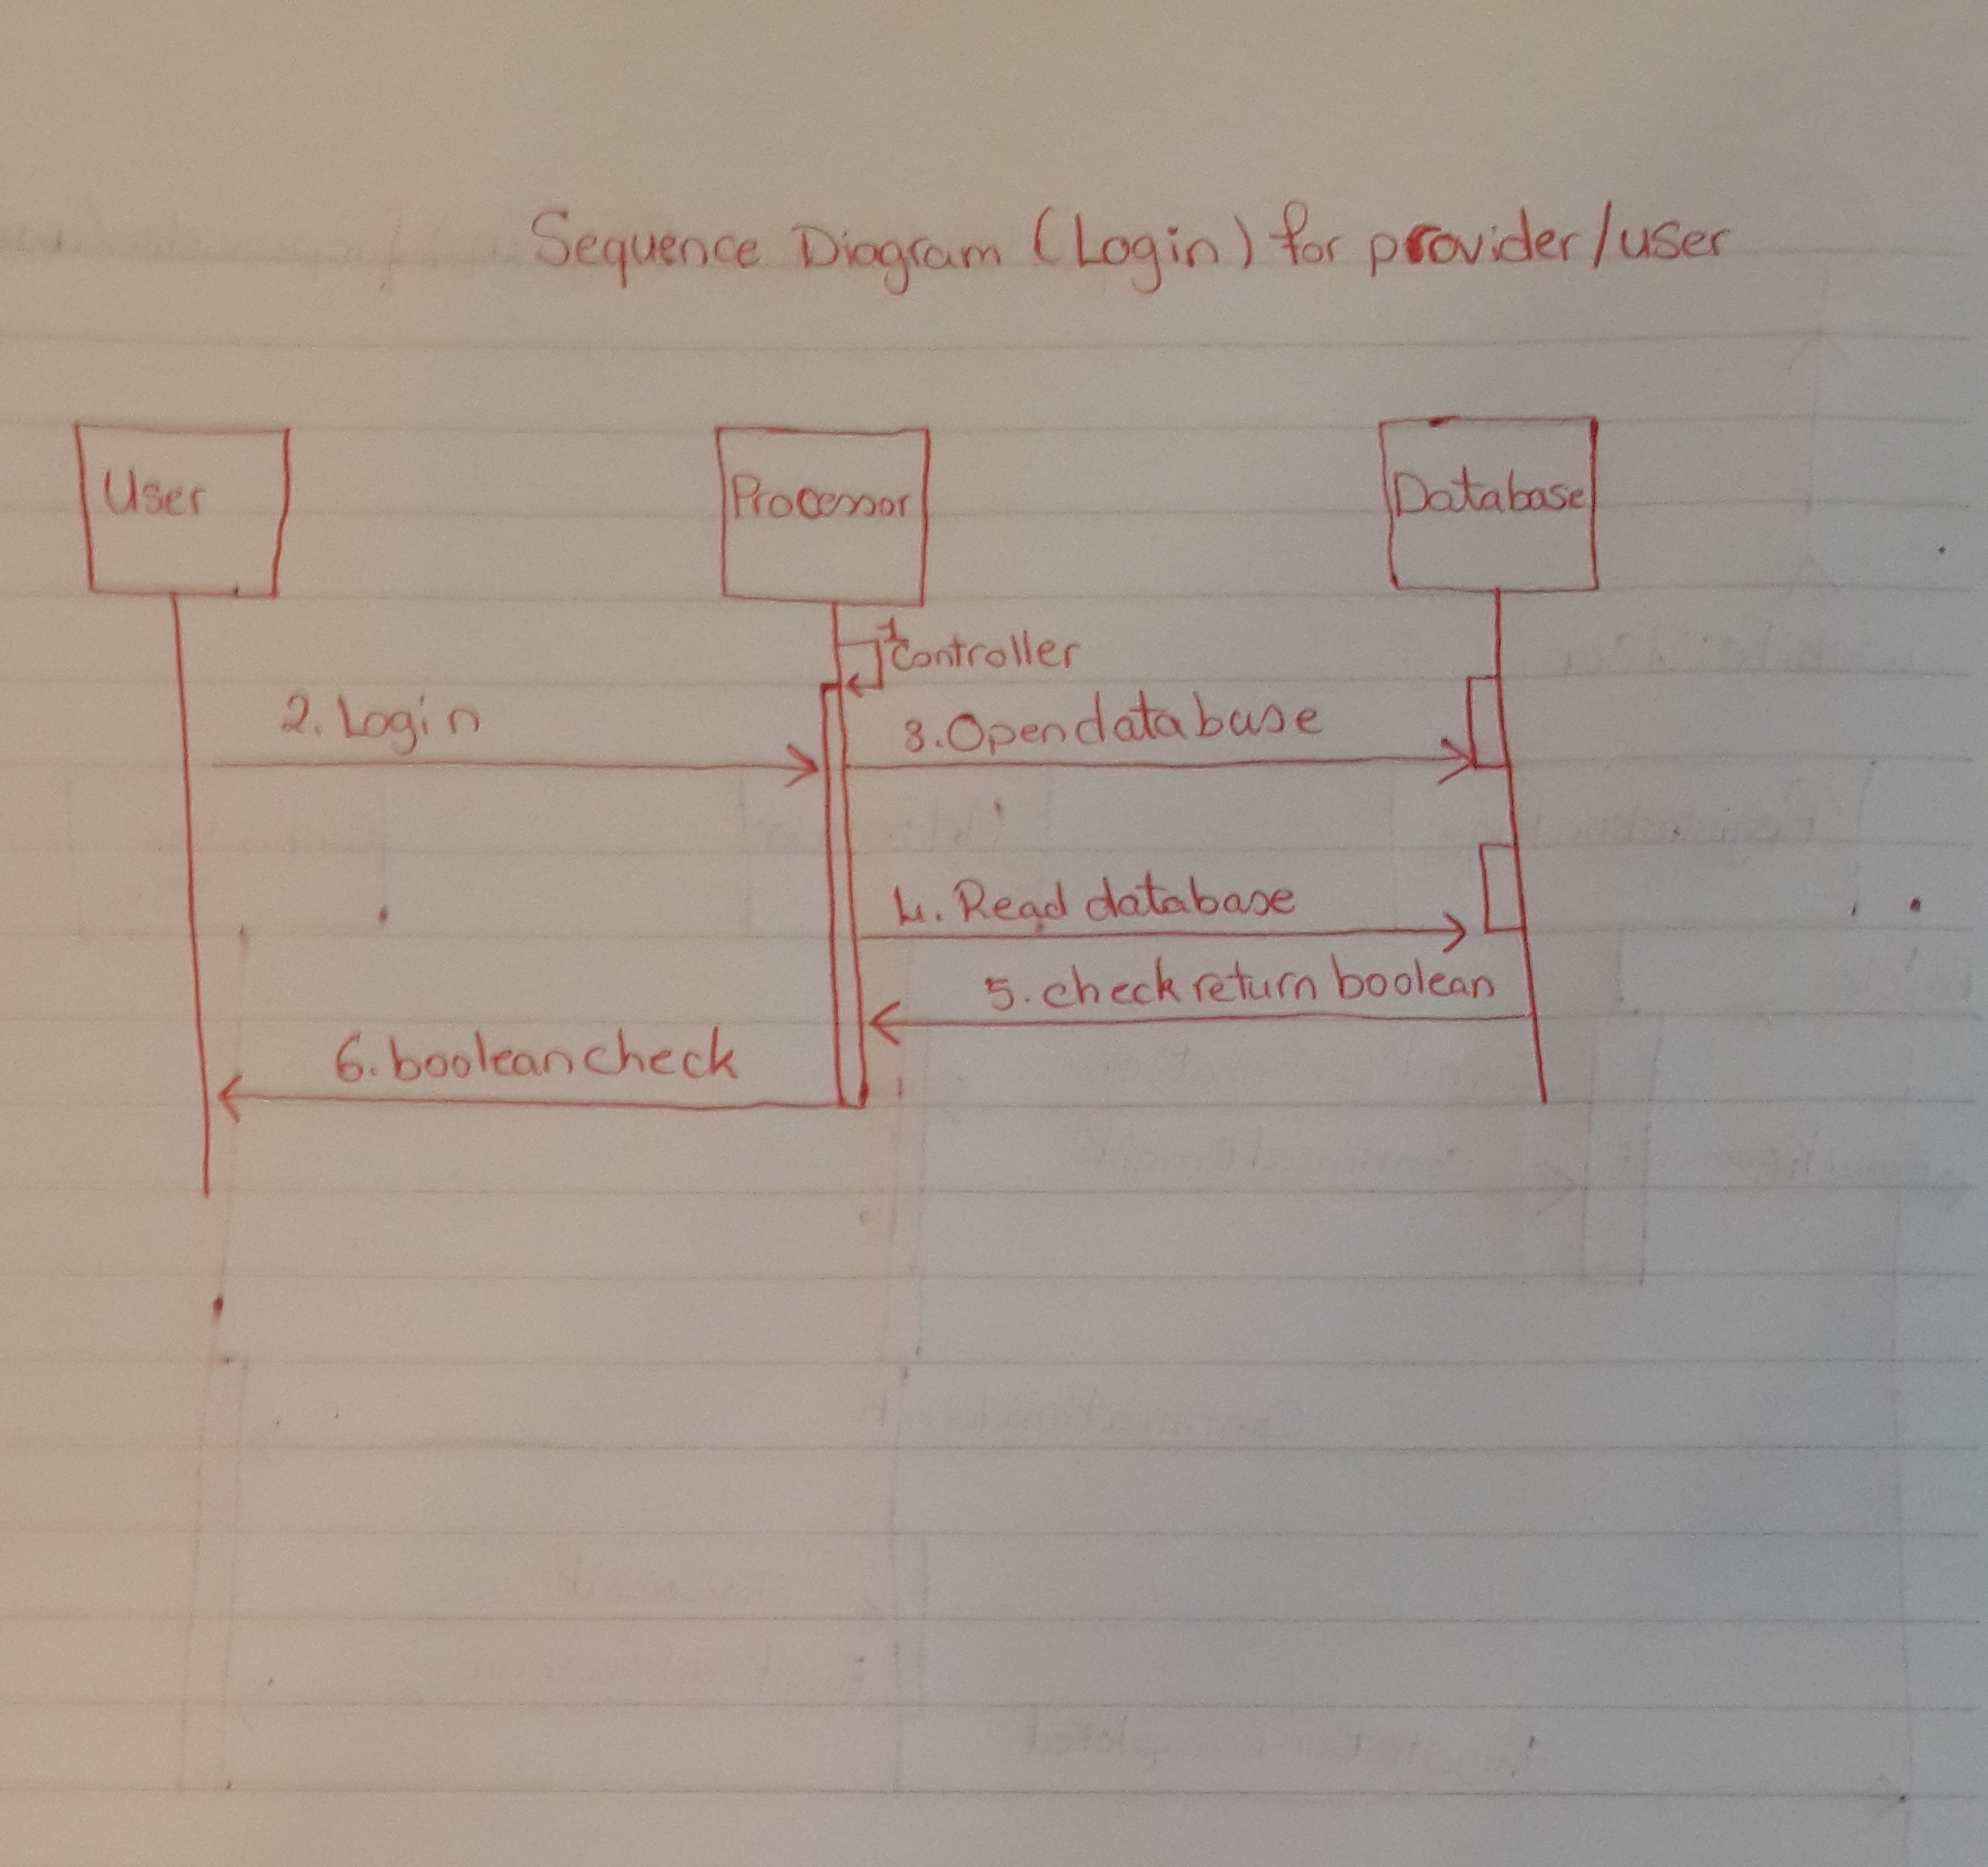 Sequence Diagram (Login) for provider/user
User
Processor
Database
1
Controller
2. Login
3. Open database
4. Read database
5. check return boolean
6. boolean check